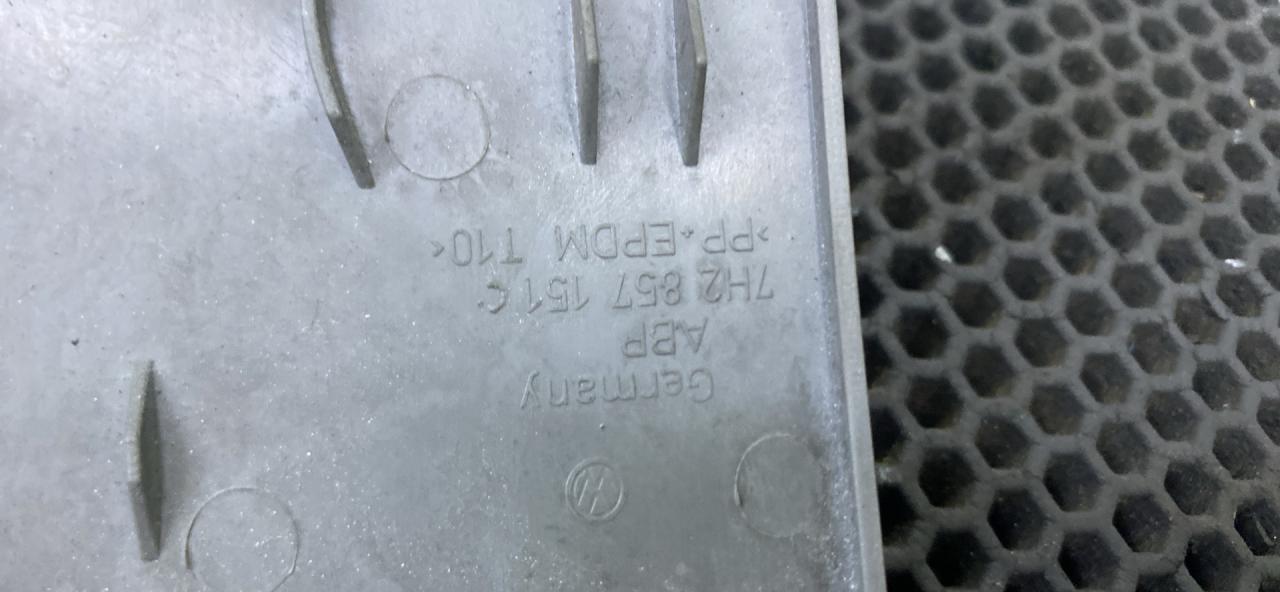 Germany
ABP
7H2 857 151 C
>PP+EPDM T10<